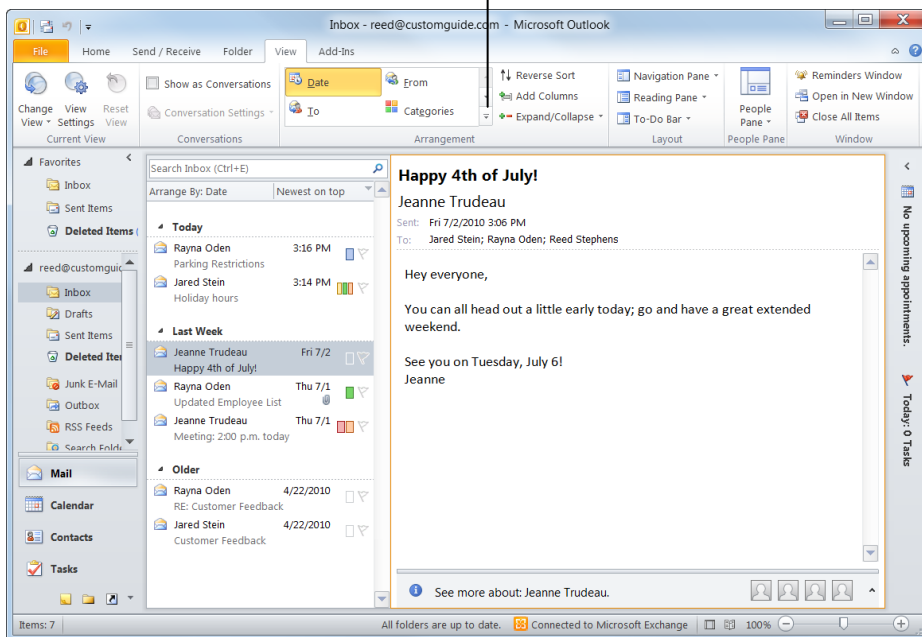 Inbox - reed@customguide.com - Microsoft Outlook
File Home Send / Receive Folder View Add-Ins
Change View
View Settings
Reset View
Current View
Show as Conversations
Conversation Settings
Conversations
Date
From
To
Categories
Reverse Sort
Add Columns
Expand/Collapse
Arrangement
Navigation Pane
Reading Pane
To-Do Bar
Layout
People Pane
People Pane
Reminders Window
Open in New Window
Close All Items
Window
Favorites
Inbox
Sent Items
Deleted Items
reed@customguid
Inbox
Drafts
Sent Items
Deleted Iter
Junk E-Mail
Outbox
RSS Feeds
Search Folde
Mail
Calendar
Contacts
Tasks
Search Inbox (Ctrl+E)
Arrange By: Date Newest on top
Today
Rayna Oden 3:16 PM
Parking Restrictions
Jared Stein 3:14 PM
Holiday hours
Last Week
Jeanne Trudeau Fri 7/2
Happy 4th of July!
Rayna Oden Thu 7/1
Updated Employee List
Jeanne Trudeau Thu 7/1
Meeting: 2:00 p.m. today
Older
Rayna Oden 4/22/2010
RE: Customer Feedback
Jared Stein 4/22/2010
Customer Feedback
Happy 4th of July!
Jeanne Trudeau
Sent: Fri 7/2/2010 3:06 PM
To: Jared Stein; Rayna Oden; Reed Stephens
Hey everyone,
You can all head out a little early today; go and have a great extended
weekend.
See you on Tuesday, July 6!
Jeanne
See more about: Jeanne Trudeau.
No upcoming appointments.
Today: 0 Tasks
Items: 7
All folders are up to date. Connected to Microsoft Exchange 100%